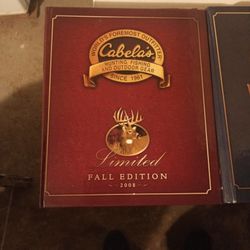 WORLD'S FOREMOST OUTFITTER
Cabela's
HUNTING, FISHING
AND OUTDOOR GEAR
SINCE 1961
Limited
FALL EDITION
- 2008 -